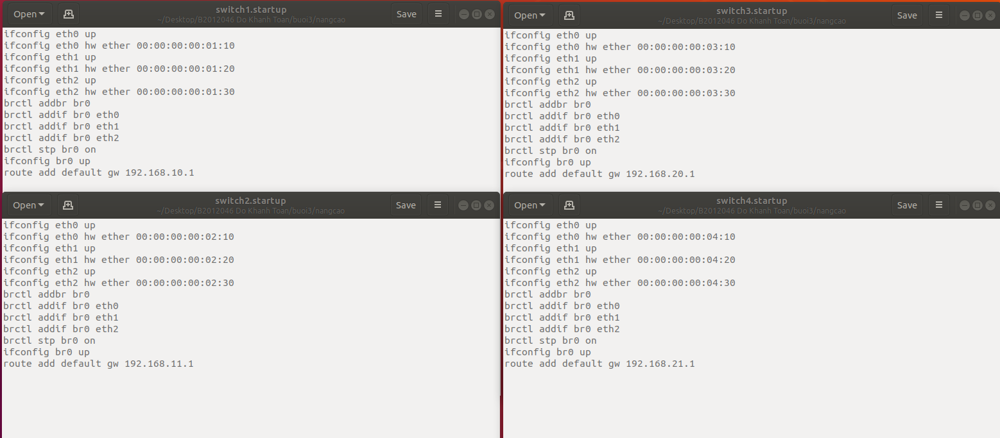 Open
switch1.startup
~/Desktop/B2012046 Do Khanh Toan/buoi3/nangcao
Save
ifconfig eth0 up
ifconfig eth0 hw ether 00:00:00:00:01:10
ifconfig eth1 up
ifconfig eth1 hw ether 00:00:00:00:01:20
ifconfig eth2 up
ifconfig eth2 hw ether 00:00:00:00:01:30
brctl addbr br0
brctl addif br0 eth0
brctl addif br0 eth1
brctl addif br0 eth2
brctl stp br0 on
ifconfig br0 up
route add default gw 192.168.10.1
Open
switch3.startup
~/Desktop/B2012046 Do Khanh Toan/buoi3/nangcao
Save
ifconfig eth0 up
ifconfig eth0 hw ether 00:00:00:00:03:10
ifconfig eth1 up
ifconfig eth1 hw ether 00:00:00:00:03:20
ifconfig eth2 up
ifconfig eth2 hw ether 00:00:00:00:03:30
brctl addbr br0
brctl addif br0 eth0
brctl addif br0 eth1
brctl addif br0 eth2
brctl stp br0 on
ifconfig br0 up
route add default gw 192.168.20.1
Open
switch2.startup
~/Desktop/B2012046 Do Khanh Toan/buoi3/nangcao
Save
ifconfig eth0 up
ifconfig eth0 hw ether 00:00:00:00:02:10
ifconfig eth1 up
ifconfig eth1 hw ether 00:00:00:00:02:20
ifconfig eth2 up
ifconfig eth2 hw ether 00:00:00:00:02:30
brctl addbr br0
brctl addif br0 eth0
brctl addif br0 eth1
brctl addif br0 eth2
brctl stp br0 on
ifconfig br0 up
route add default gw 192.168.11.1
Open
switch4.startup
~/Desktop/B2012046 Do Khanh Toan/buoi3/nangcao
Save
ifconfig eth0 up
ifconfig eth0 hw ether 00:00:00:00:04:10
ifconfig eth1 up
ifconfig eth1 hw ether 00:00:00:00:04:20
ifconfig eth2 up
ifconfig eth2 hw ether 00:00:00:00:04:30
brctl addbr br0
brctl addif br0 eth0
brctl addif br0 eth1
brctl addif br0 eth2
brctl stp br0 on
ifconfig br0 up
route add default gw 192.168.21.1